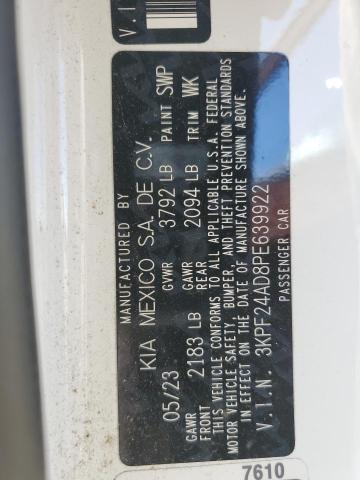 V.I
MANUFACTURED BY
KIA MEXICO S.A. DE C.V.
05/23 GVWR 3792 LB PAINT SWP
GAWR FRONT 2183 LB GAWR REAR 2094 LB TRIM WK
THIS VEHICLE CONFORMS TO ALL APPLICABLE U.S.A. FEDERAL
MOTOR VEHICLE SAFETY, BUMPER, AND THEFT PREVENTION STANDARDS
IN EFFECT ON THE DATE OF MANUFACTURE SHOWN ABOVE.
V.I.N. 3KPF24AD8PE639922
PASSENGER CAR
7610